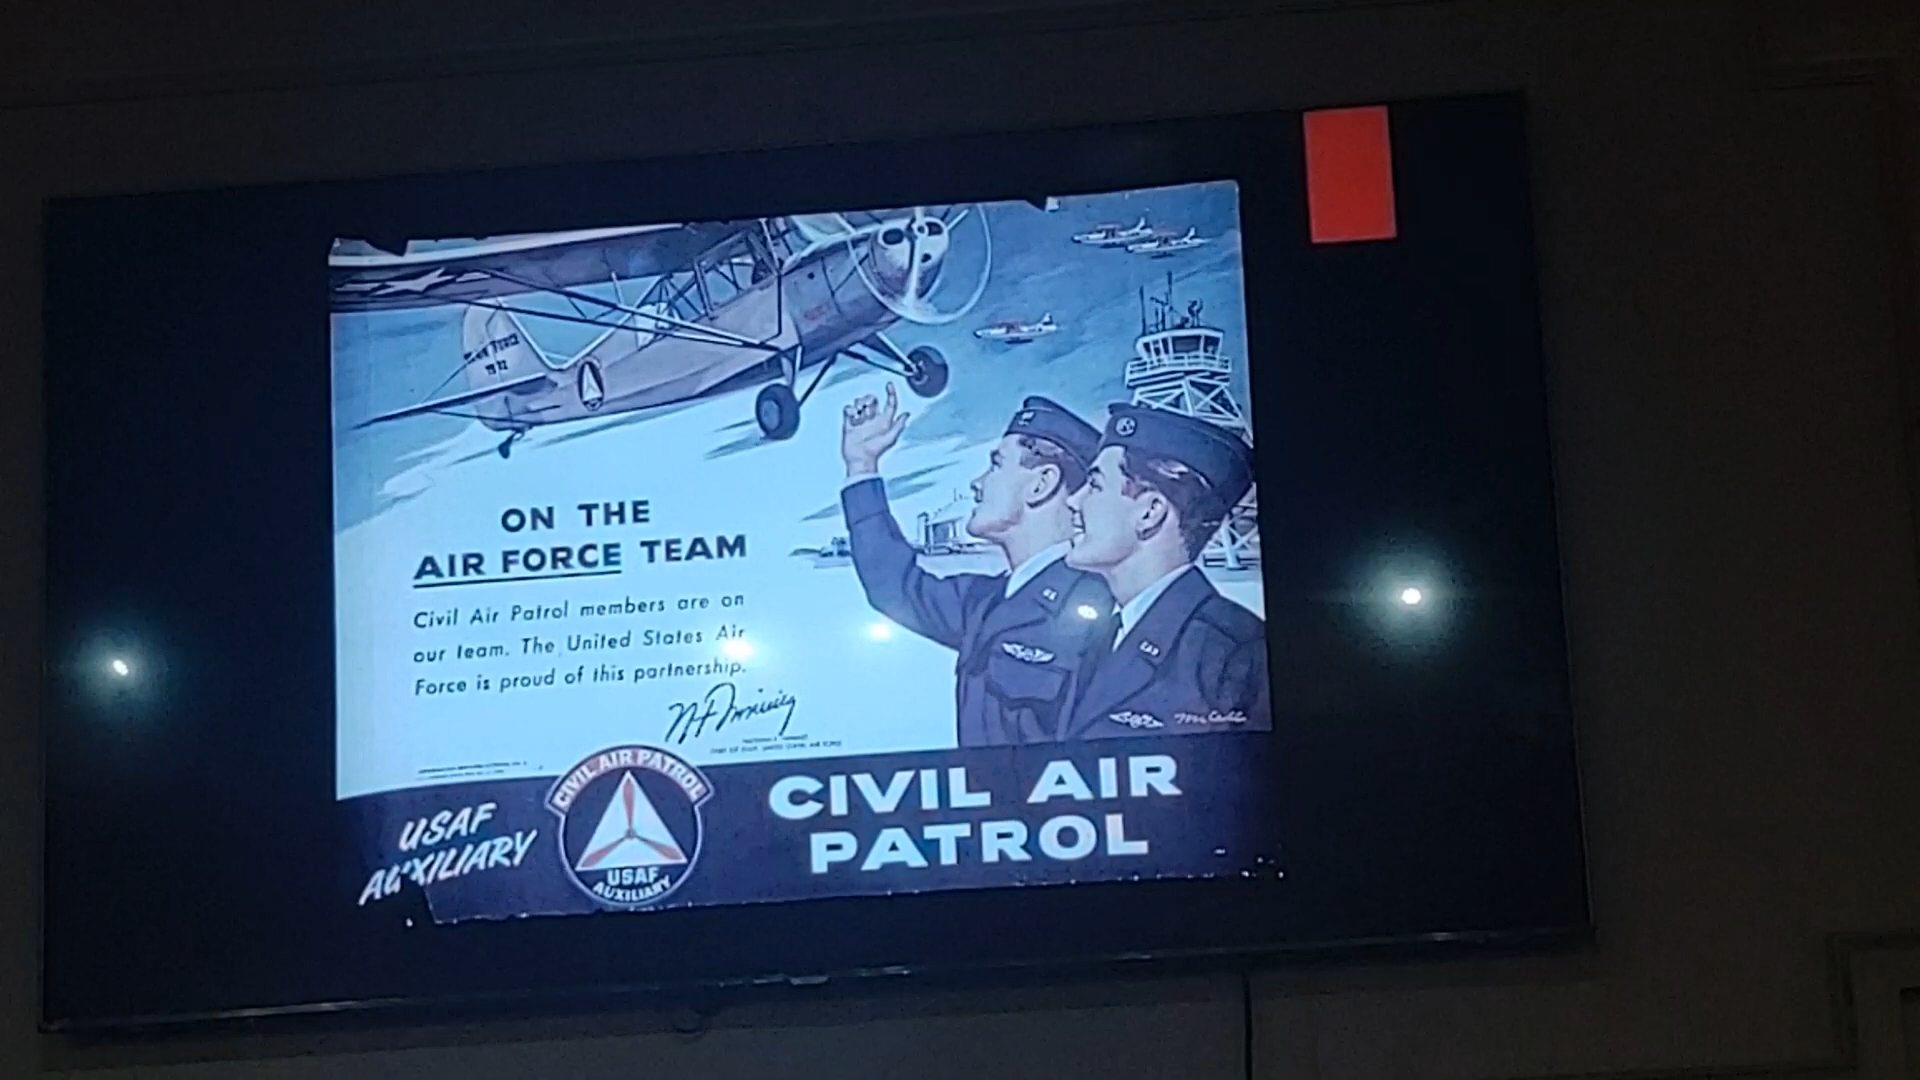 ON THE
AIR FORCE TEAM
Civil Air Patrol members are on
our team. The United States Air
Force is proud of this partnership.
USAF
AUXILIARY
CIVIL AIR PATROL
USAF
AUXILIARY
CIVIL AIR
PATROL